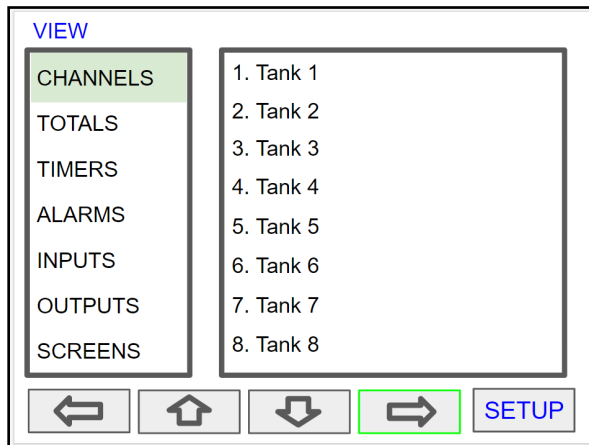 VIEW
CHANNELS
TOTALS
TIMERS
ALARMS
INPUTS
OUTPUTS
SCREENS
1. Tank 1
2. Tank 2
3. Tank 3
4. Tank 4
5. Tank 5
6. Tank 6
7. Tank 7
8. Tank 8
SETUP